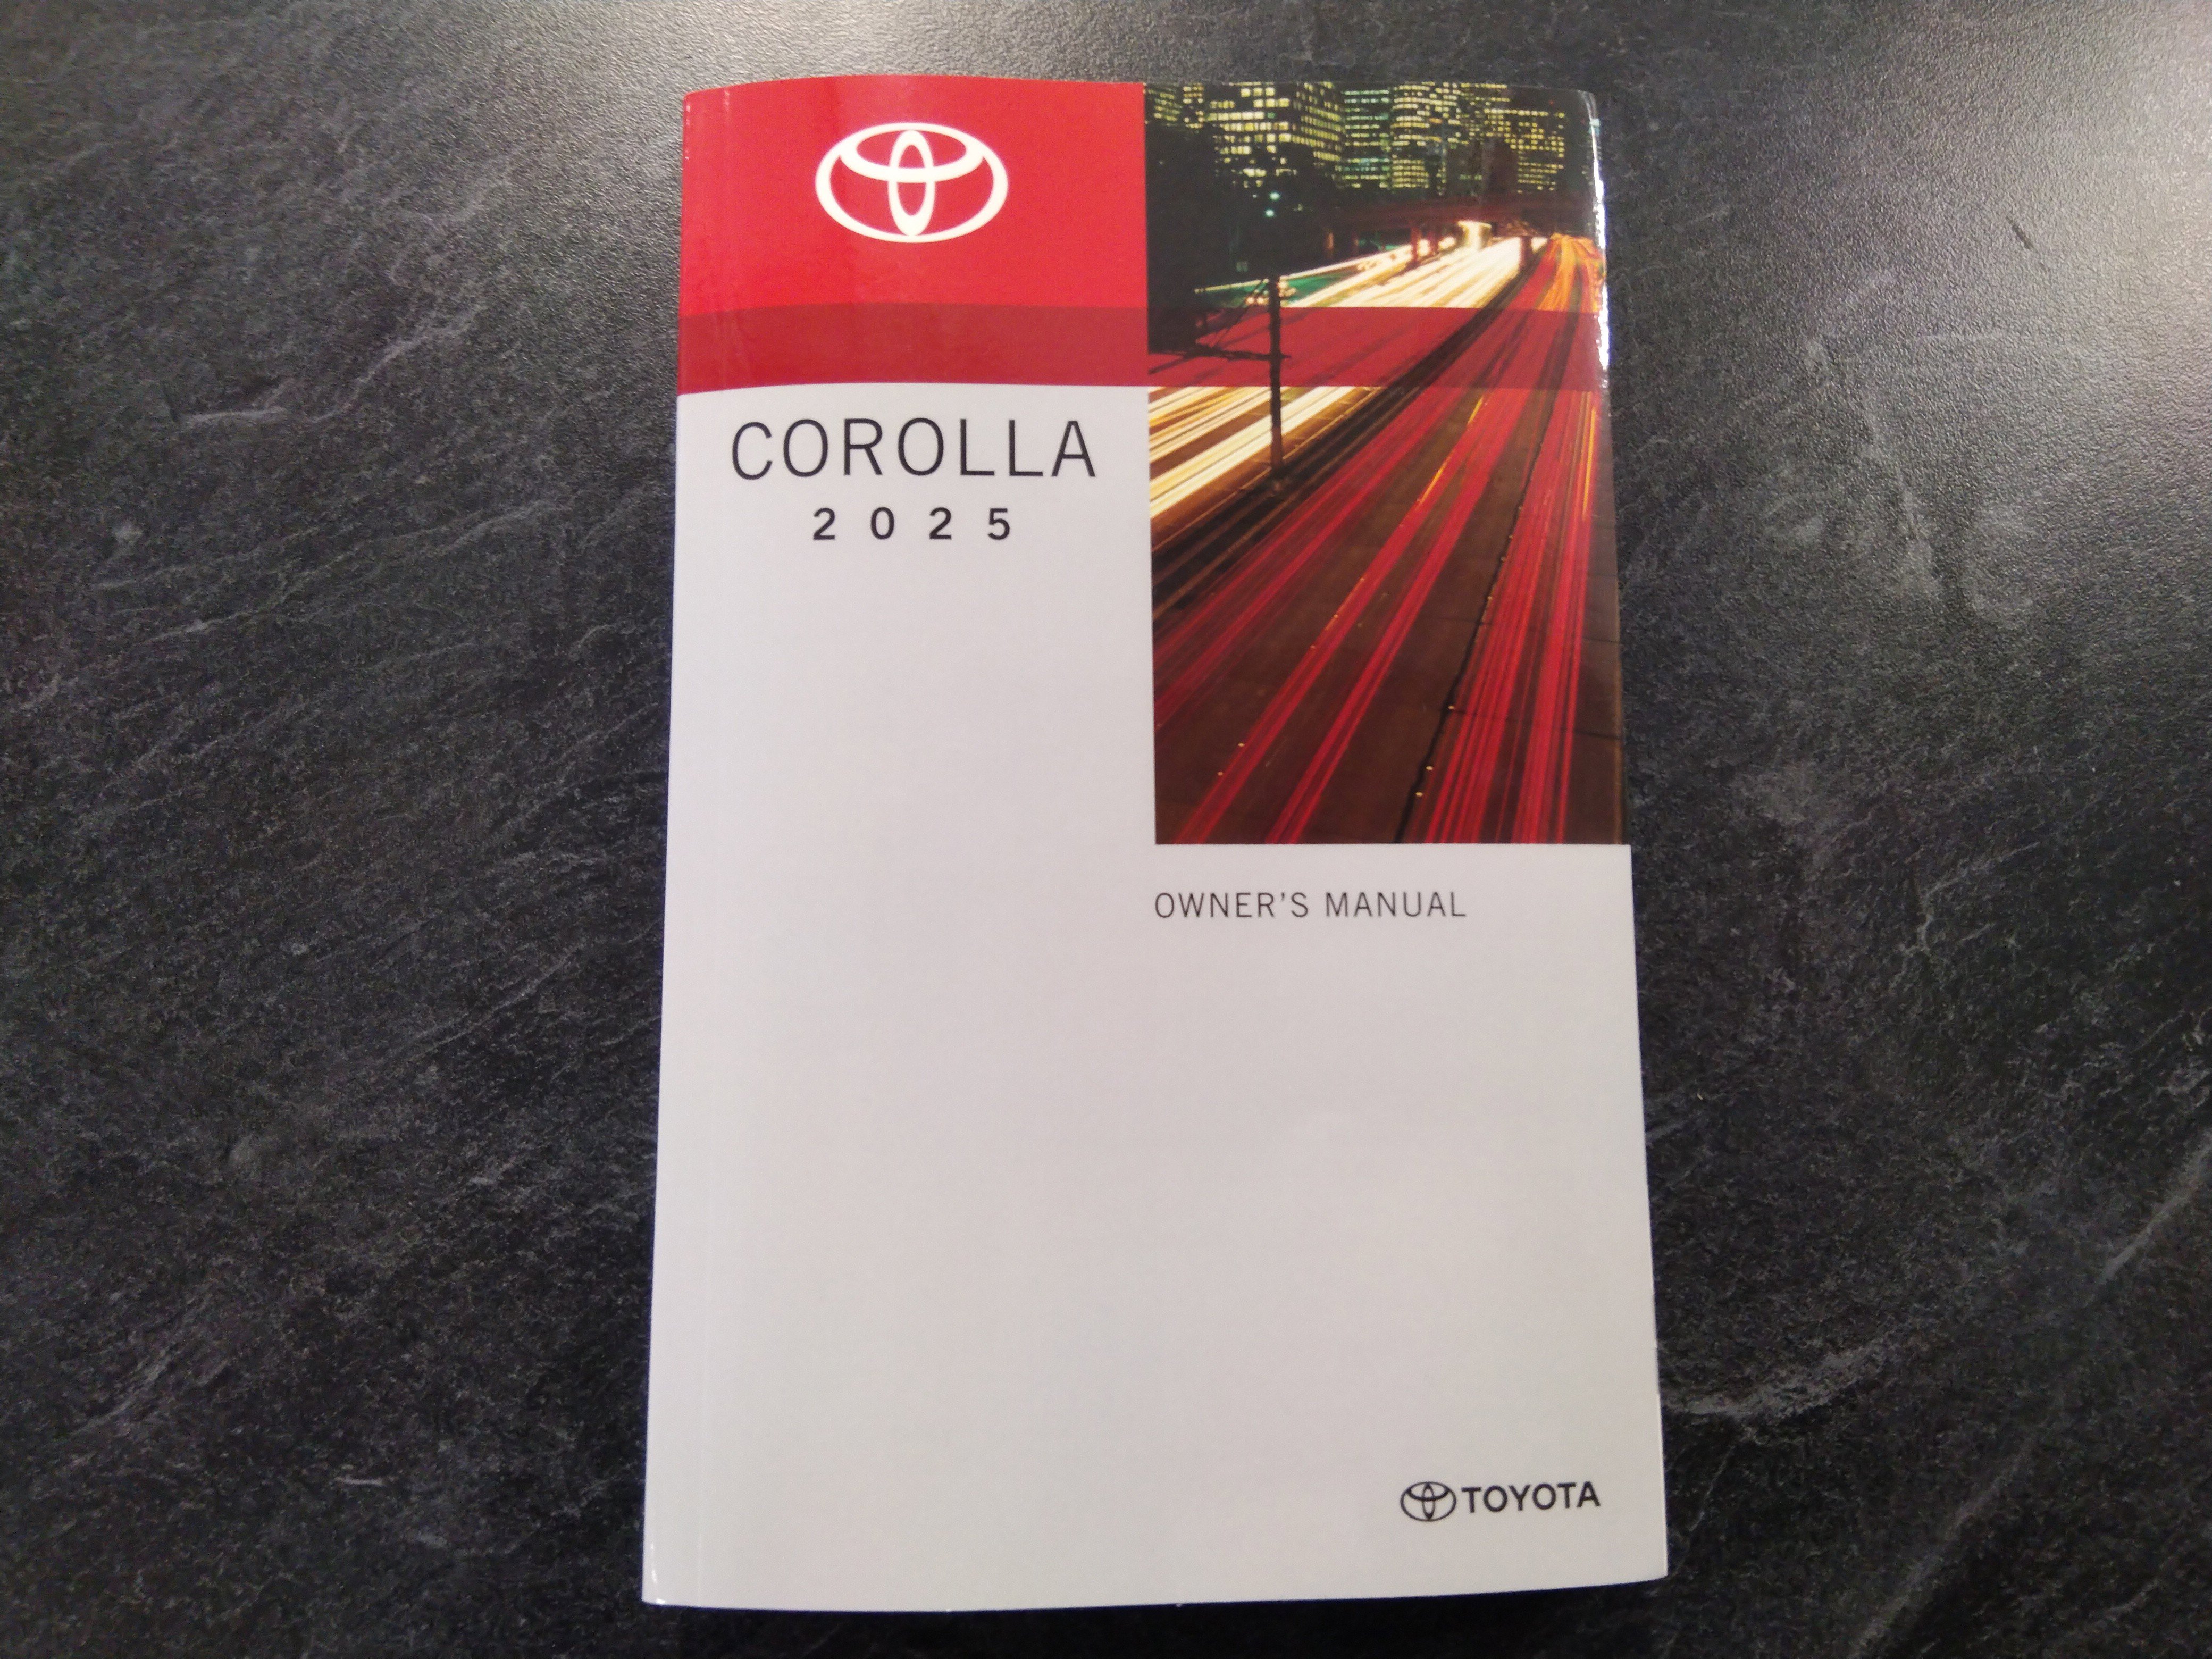 COROLLA
2025
OWNER'S MANUAL
TOYOTA